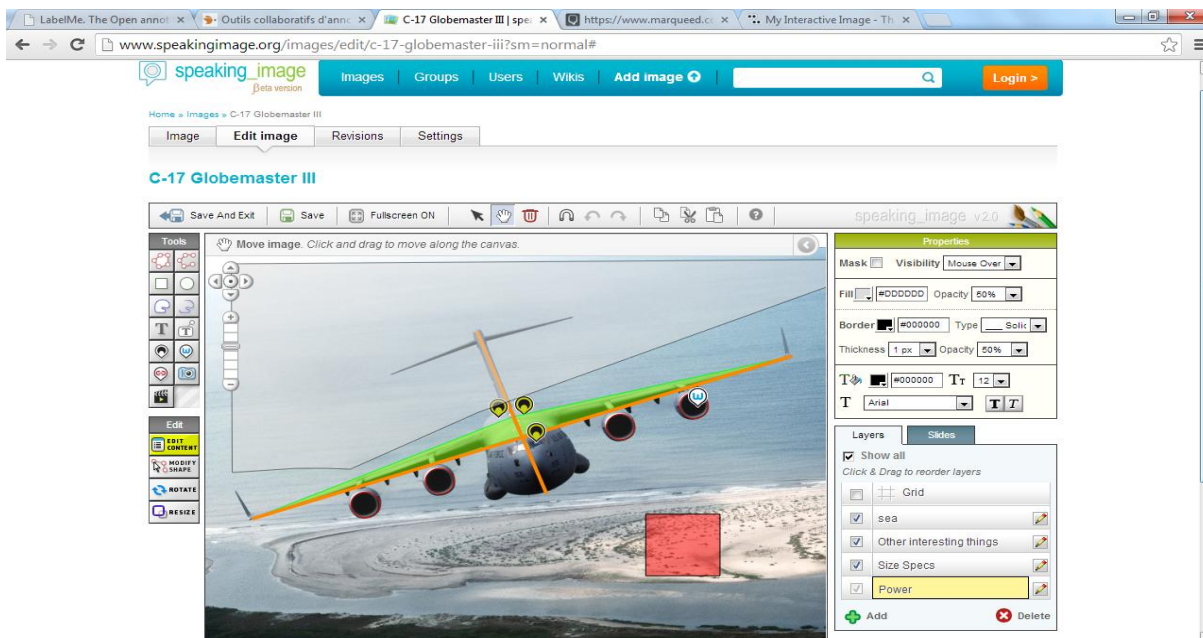 LabelMe. The Open annot
Outils collaboratifs d'anno
C-17 Globemaster III | spea
https://www.marqueed.co
My Interactive Image - Th
www.speakingimage.org/images/edit/c-17-globemaster-iii?sm=normal#
speaking_image
Beta version
Images Groups Users Wikis Add image Login >
Home » Images » C-17 Globemaster III
Image Edit image Revisions Settings
C-17 Globemaster III
Save And Exit Save Fullscreen ON speaking_image v2.0
Tools
Move image. Click and drag to move along the canvas.
T T
w
Edit
EDIT CONTENT
MODIFY SHAPE
ROTATE
RESIZE
w
Properties
Mask Visibility Mouse Over
Fill #DDDDDD Opacity 50%
Border #000000 Type Solid
Thickness 1 px Opacity 50%
T #000000 TT 12
T Arial T T
Layers Slides
Show all
Click & Drag to reorder layers
Grid
sea
Other interesting things
Size Specs
Power
Add Delete